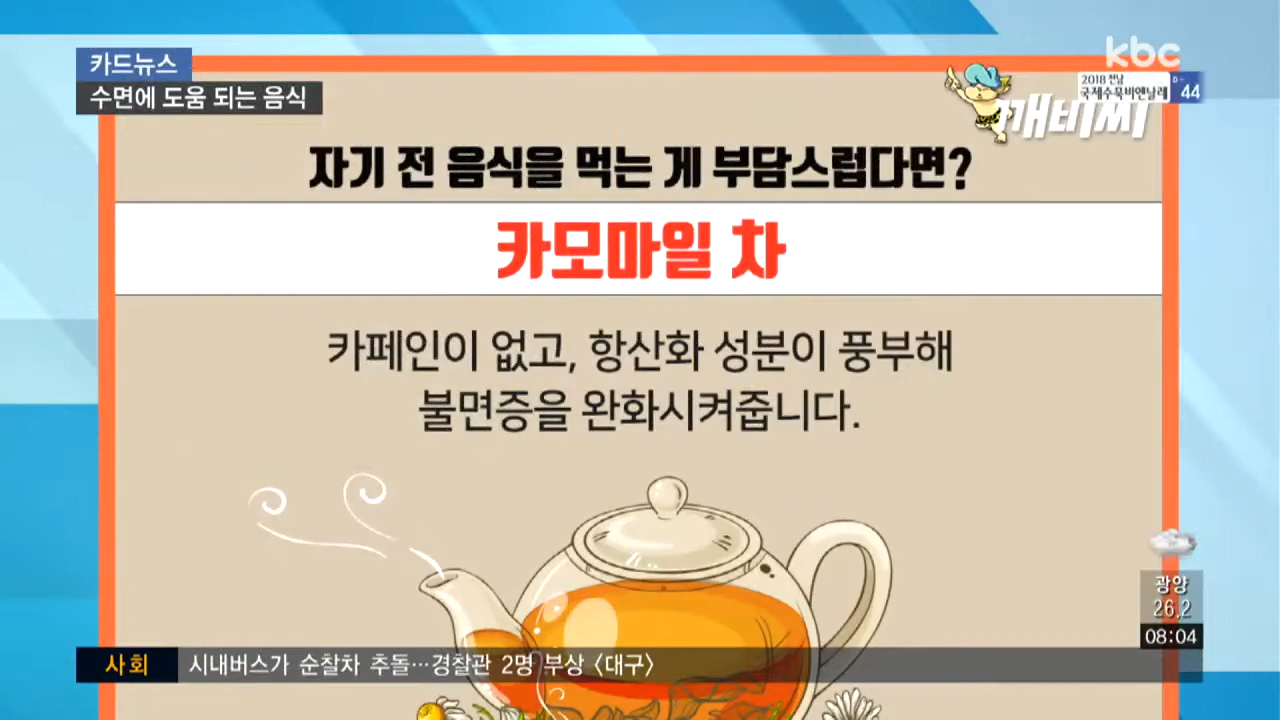 카드뉴스
수면에 도움 되는 음식
kbc
2018 전남
국제수묵비엔날레
D-
44
깨비씨
자기 전 음식을 먹는 게 부담스럽다면?
카모마일 차
카페인이 없고, 항산화 성분이 풍부해
불면증을 완화시켜줍니다.
광양
26.2
08:04
사회 시내버스가 순찰차 추돌…경찰관 2명 부상 <대구>